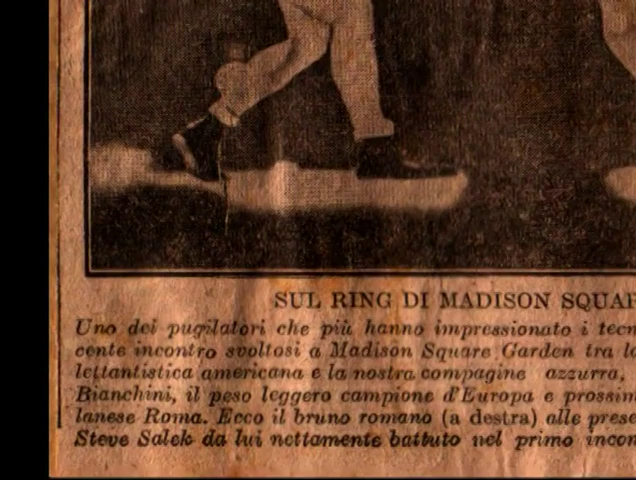 SUL RING DI MADISON SQUAR
Uno dei pugilatori che più hanno impressionato i tecn
cente incontro svoltosi a Madison Square Garden tra la
lettantistica americana e la nostra compagine azzurra,
Bianchini, il peso leggero campione d'Europa e prossim
lanese Roma. Ecco il bruno romano (a destra) alle prese
Steve Salek da lui nettamente battuto nel primo incon